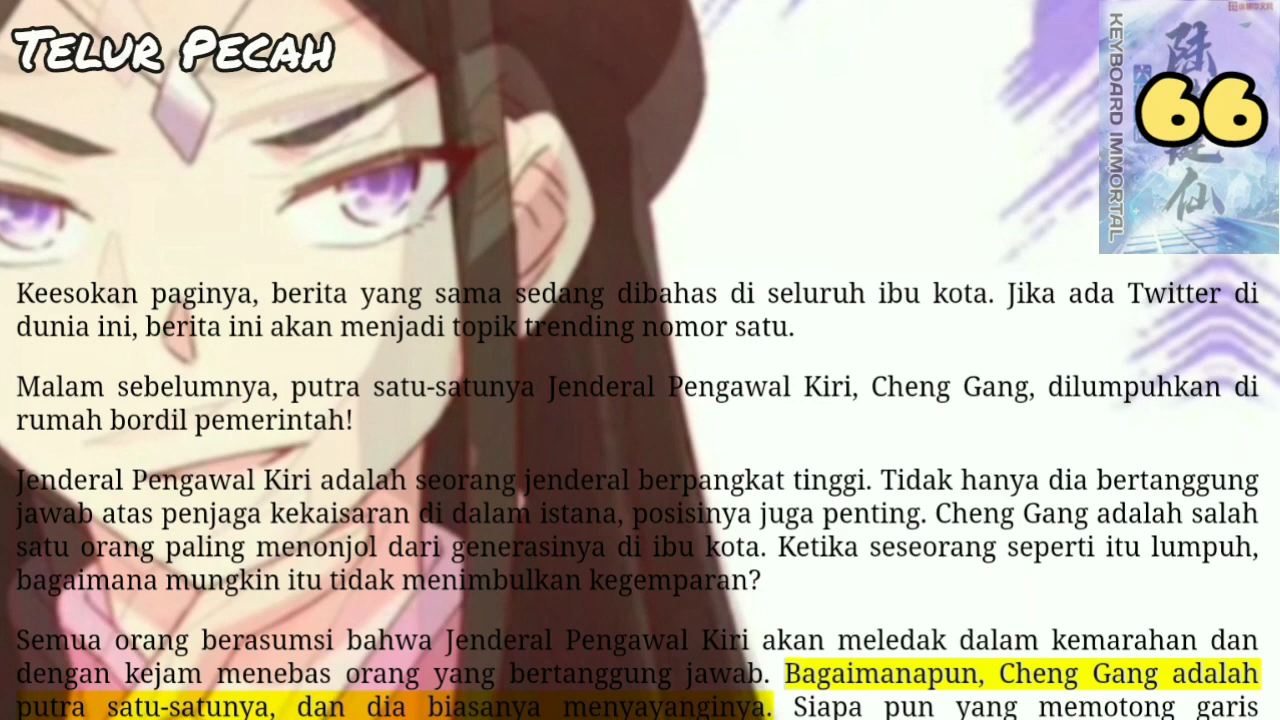 Telur Pecah
66
KEYBOARD IMMORTAL
Keesokan paginya, berita yang sama sedang dibahas di seluruh ibu kota. Jika ada Twitter di
dunia ini, berita ini akan menjadi topik trending nomor satu.
Malam sebelumnya, putra satu-satunya Jenderal Pengawal Kiri, Cheng Gang, dilumpuhkan di
rumah bordil pemerintah!
Jenderal Pengawal Kiri adalah seorang jenderal berpangkat tinggi. Tidak hanya dia bertanggung
jawab atas penjaga kekaisaran di dalam istana, posisinya juga penting. Cheng Gang adalah salah
satu orang paling menonjol dari generasinya di ibu kota. Ketika seseorang seperti itu lumpuh,
bagaimana mungkin itu tidak menimbulkan kegemparan?
Semua orang berasumsi bahwa Jenderal Pengawal Kiri akan meledak dalam kemarahan dan
dengan kejam menebas orang yang bertanggung jawab. Bagaimanapun, Cheng Gang adalah
putra satu-satunya, dan dia biasanya menyayanginya. Siapa pun yang memotong garis